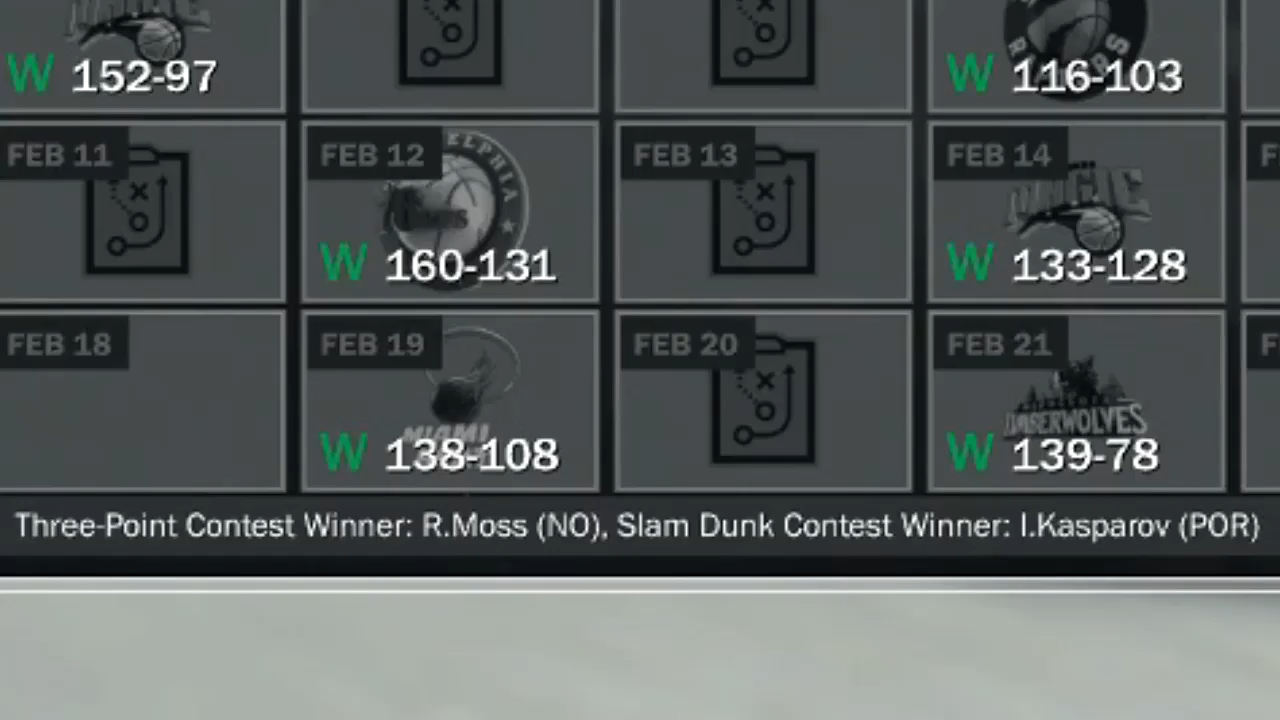 W 152-97
W 116-103
FEB 11
FEB 12
FEB 13
FEB 14
W 160-131
W 133-128
FEB 18
FEB 19
FEB 20
FEB 21
MIAMI
TIMBERWOLVES
W 138-108
W 139-78
Three-Point Contest Winner: R.Moss (NO), Slam Dunk Contest Winner: I.Kasparov (POR)